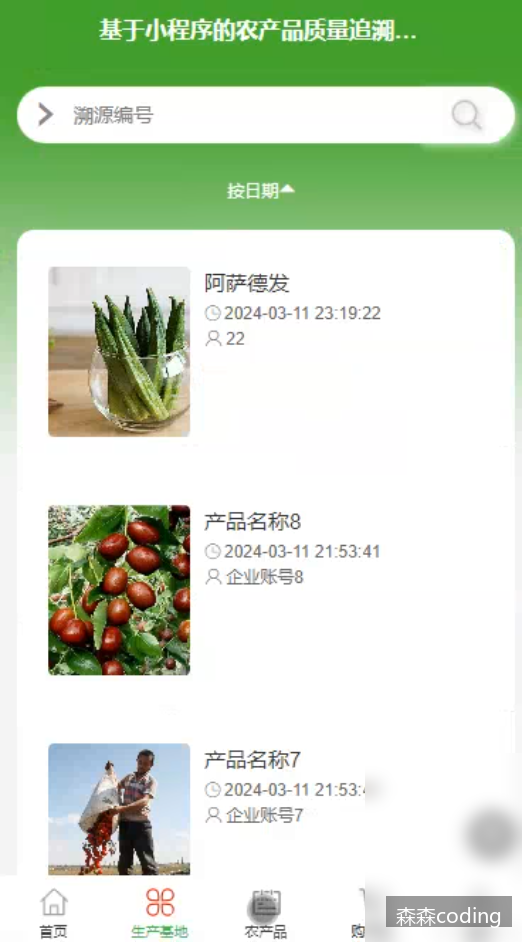 基于小程序的农产品质量追溯...
溯源编号
按日期
阿萨德发
2024-03-11 23:19:22
22
产品名称8
2024-03-11 21:53:41
企业账号8
产品名称7
2024-03-11 21:53:4
企业账号7
首页
生产基地
农产品
购
森森coding